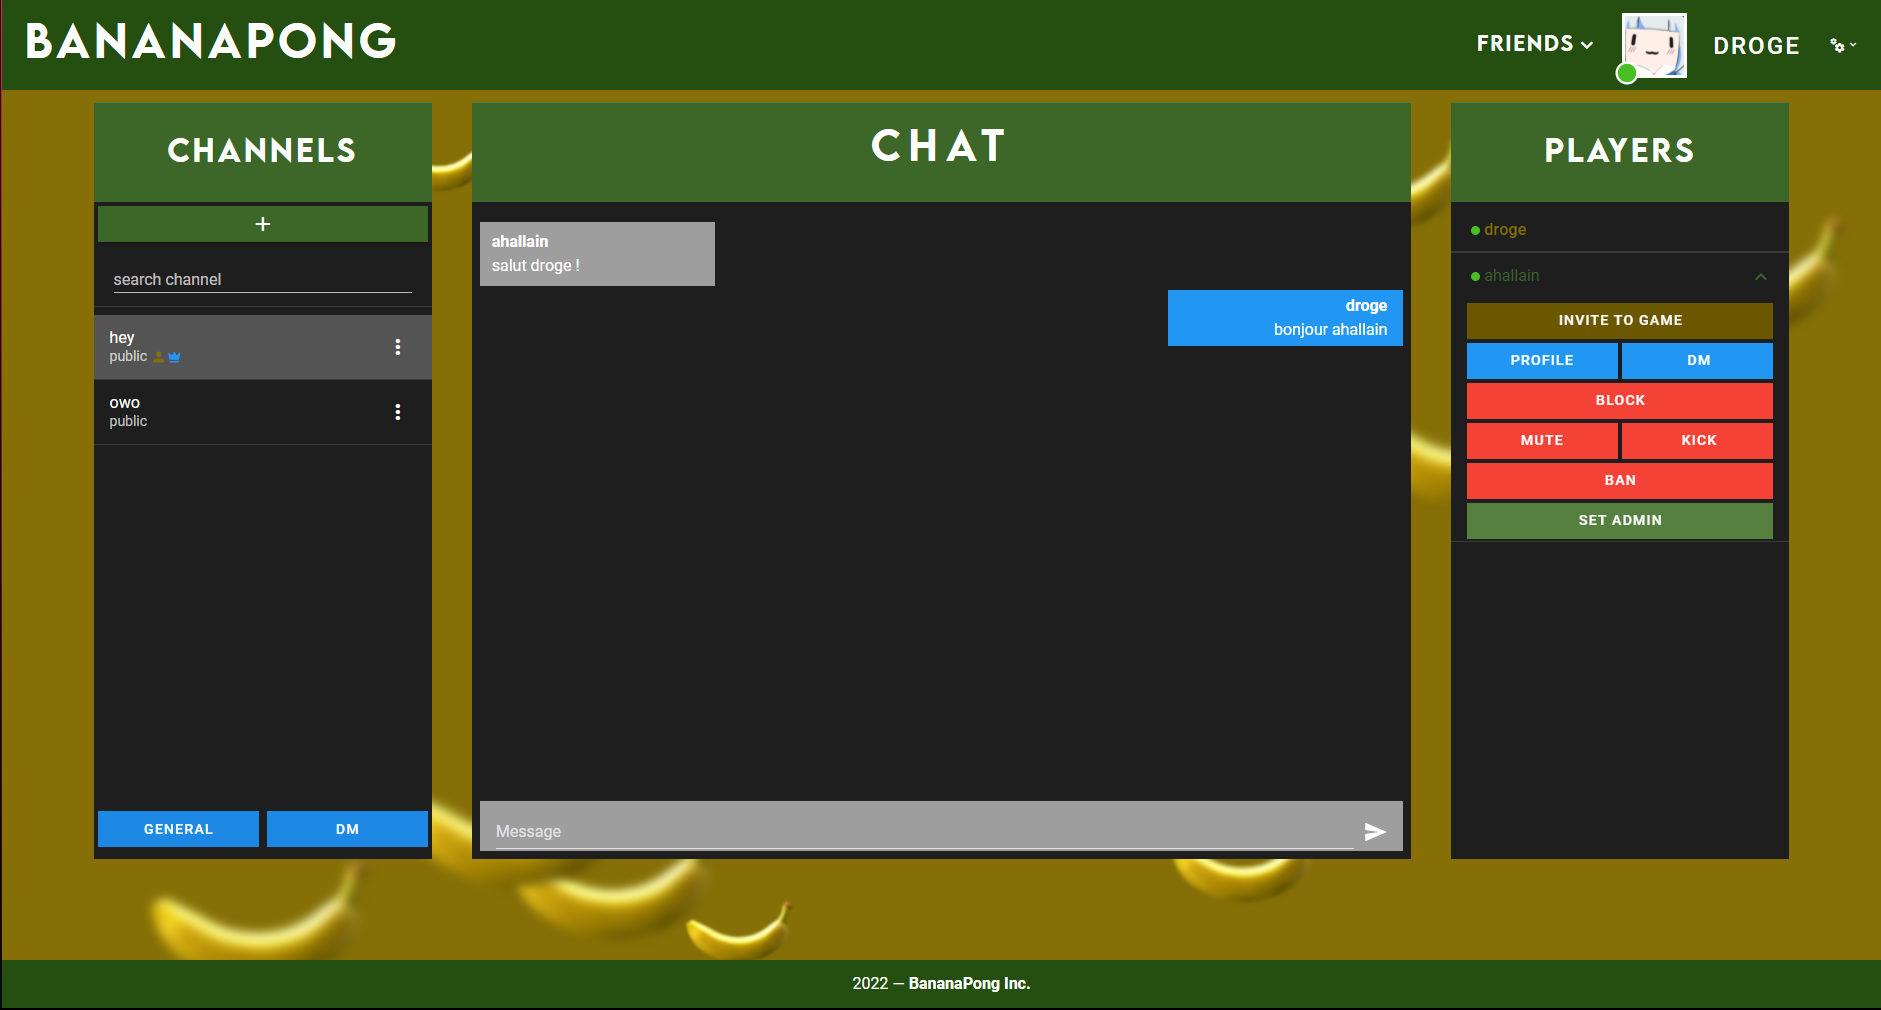 BANANAPONG
FRIENDS
DROGE
CHANNELS
+
search channel
hey
public
owo
public
GENERAL
DM
CHAT
ahallain
salut droge !
droge
bonjour ahallain
Message
PLAYERS
droge
ahallain
INVITE TO GAME
PROFILE
DM
BLOCK
MUTE
KICK
BAN
SET ADMIN
2022 — BananaPong Inc.